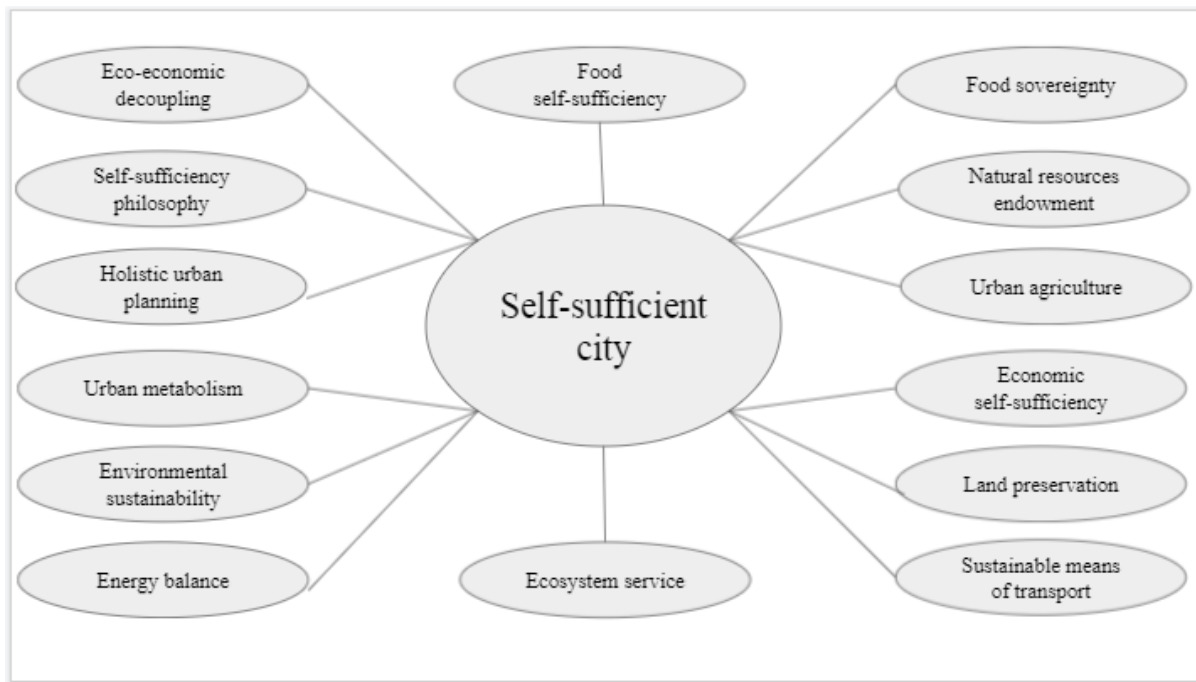 Eco-economic
decoupling
Food
self-sufficiency
Food sovereignty
Self-sufficiency
philosophy
Natural resources
endowment
Holistic urban
planning
Urban agriculture
Self-sufficient
city
Urban metabolism
Economic
self-sufficiency
Environmental
sustainability
Land preservation
Energy balance
Ecosystem service
Sustainable means
of transport